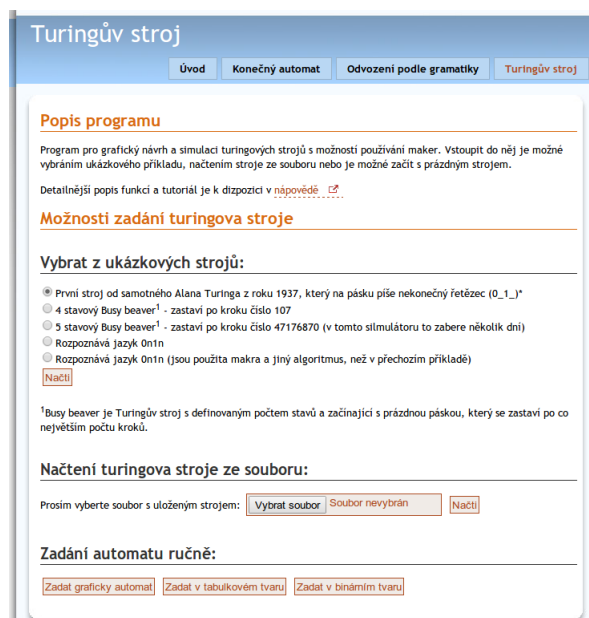 Turingův stroj
Úvod Konečný automat Odvození podle gramatiky Turingův stroj
Popis programu
Program pro grafický návrh a simulaci turingových strojů s možností používání maker. Vstoupit do něj je možné
vybráním ukázkového příkladu, načtením stroje ze souboru nebo je možné začít s prázdným strojem.
Detailnější popis funkcí a tutoriál je k dizpozici v nápovědě
Možnosti zadání turingova stroje
Vybrat z ukázkových strojů:
První stroj od samotného Alana Turinga z roku 1937, který na pásku píše nekonečný řetězec (0_1_)*
4 stavový Busy beaver¹ - zastaví po kroku číslo 107
5 stavový Busy beaver¹ - zastaví po kroku číslo 47176870 (v tomto silmulátoru to zabere několik dní)
Rozpoznává jazyk 0n1n
Rozpoznává jazyk 0n1n (jsou použita makra a jiný algoritmus, než v přechozím příkladě)
Načti
¹Busy beaver je Turingův stroj s definovaným počtem stavů a začínající s prázdnou páskou, který se zastaví po co
největším počtu kroků.
Načtení turingova stroje ze souboru:
Prosím vyberte soubor s uloženým strojem: Vybrat soubor Soubor nevybrán Načti
Zadání automatu ručně:
Zadat graficky automat Zadat v tabulkovém tvaru Zadat v binárním tvaru